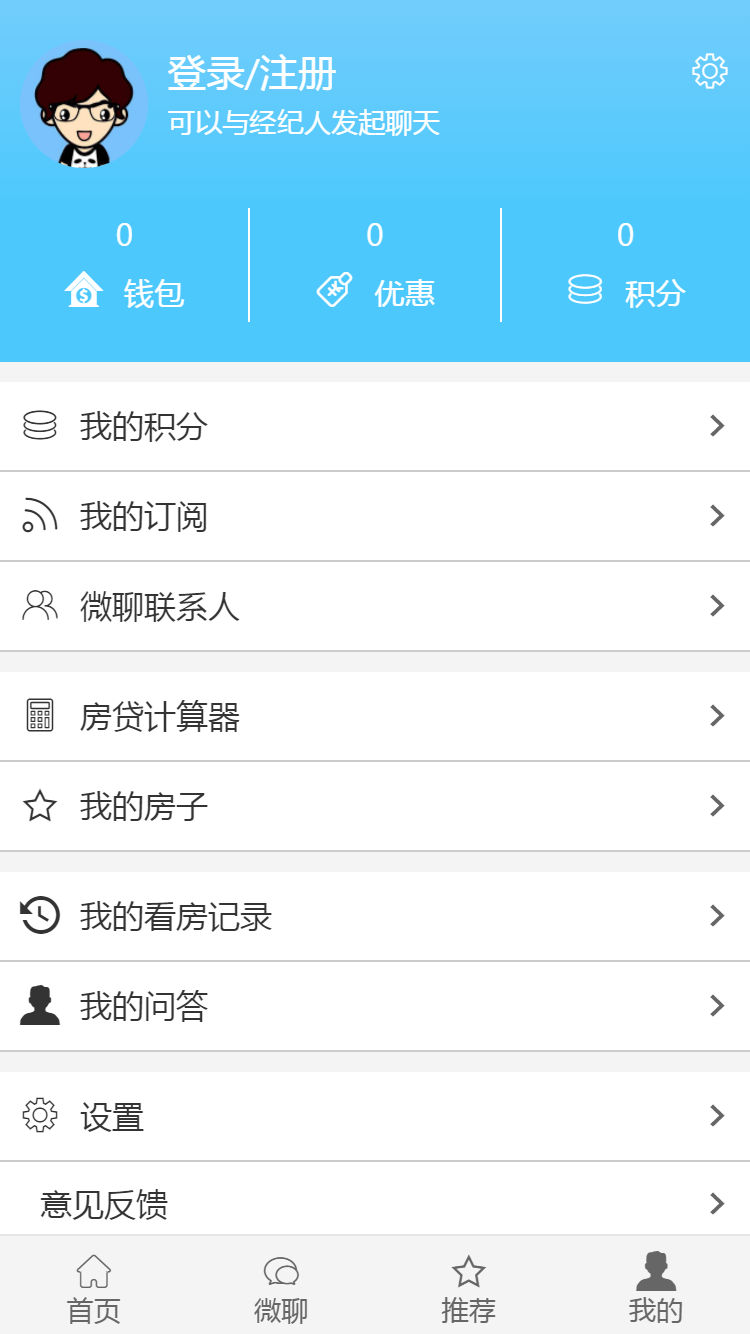 登录/注册
可以与经纪人发起聊天
0 0 0
钱包 优惠 积分
我的积分
我的订阅
微聊联系人
房贷计算器
我的房子
我的看房记录
我的问答
设置
意见反馈
首页 微聊 推荐 我的